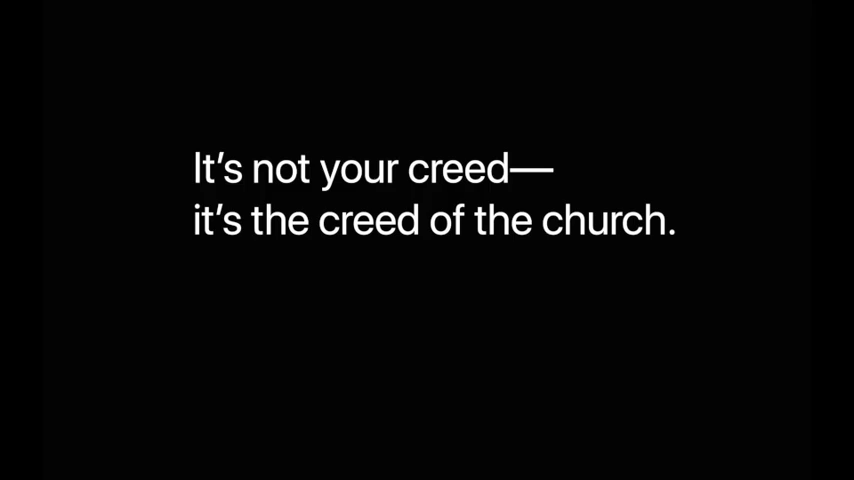 It’s not your creed—
it’s the creed of the church.